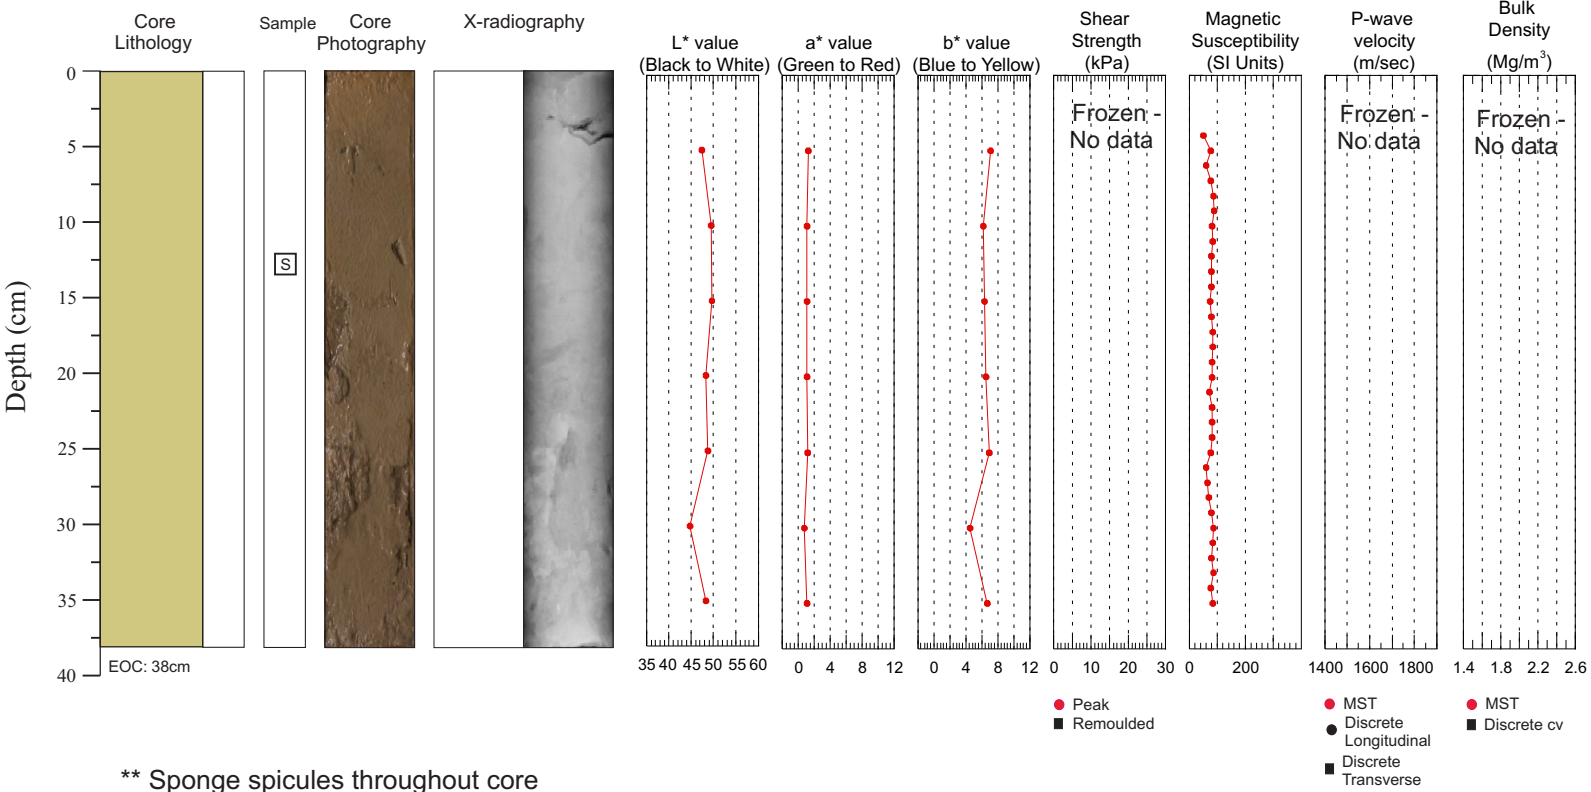 Core
Lithology
Sample
Core
Photography
X-radiography
L* value
(Black to White)
a* value
(Green to Red)
b* value
(Blue to Yellow)
Shear
Strength
(kPa)
Magnetic
Susceptibility
(SI Units)
P-wave
velocity
(m/sec)
Bulk
Density
(Mg/m³)
Depth (cm)
0
5
10
15
20
25
30
35
40
S
EOC: 38cm
Frozen -
No data
Frozen -
No data
Frozen -
No data
35 40 45 50 55 60
0 4 8 12
0 4 8 12
0 10 20 30
0 200
1400 1600 1800
1.4 1.8 2.2 2.6
Peak
Remoulded
MST
Discrete
Longitudinal
Discrete
Transverse
MST
Discrete cv
** Sponge spicules throughout core